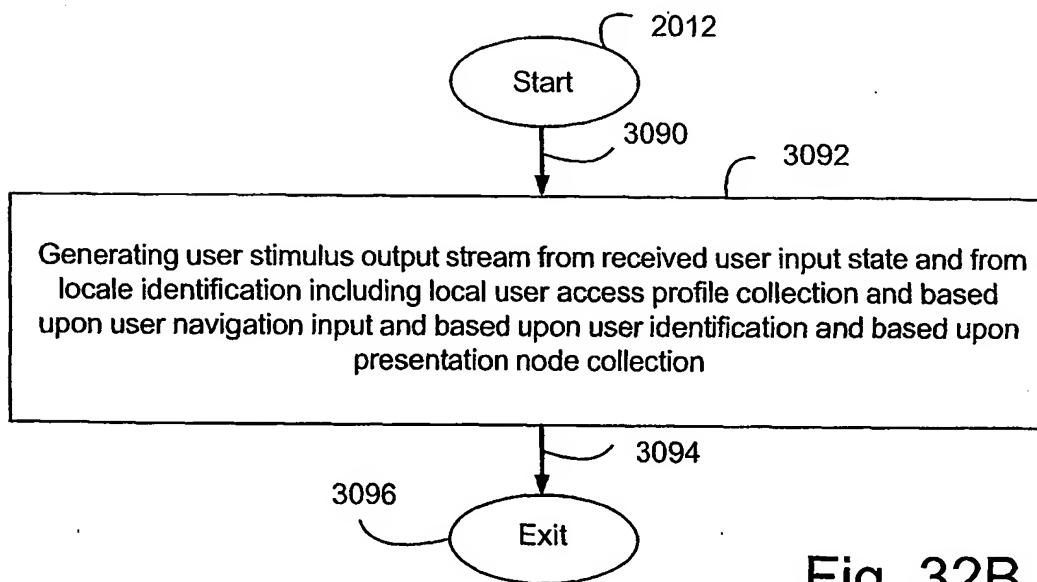 2012
Start
3090
3092
Generating user stimulus output stream from received user input state and from
locale identification including local user access profile collection and based
upon user navigation input and based upon user identification and based upon
presentation node collection
3094
3096
Exit
Fig. 32B